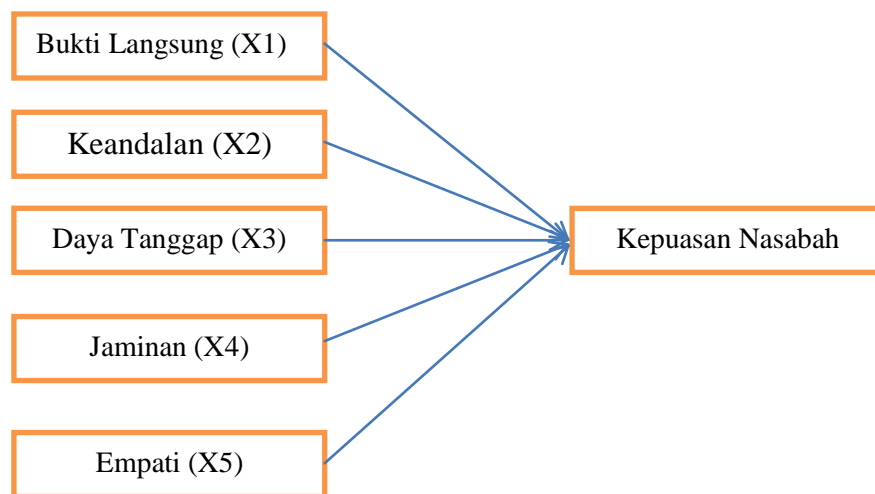 Bukti Langsung (X1)
Keandalan (X2)
Daya Tanggap (X3)
Kepuasan Nasabah
Jaminan (X4)
Empati (X5)